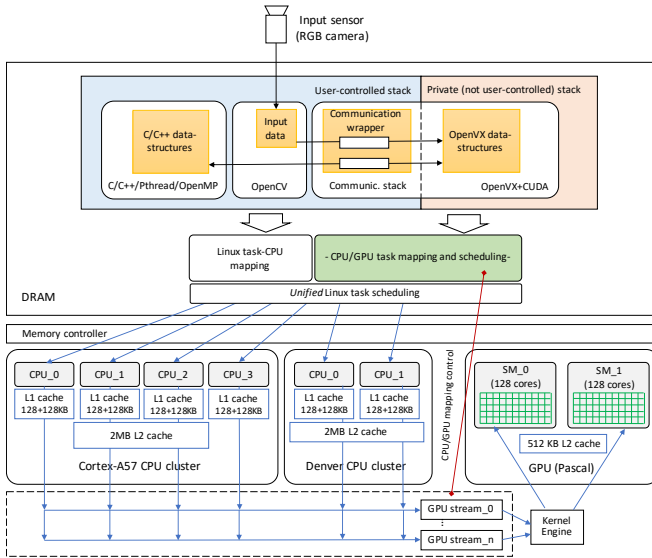 Input sensor
(RGB camera)
User-controlled stack
Private (not user-controlled) stack
C/C++ data-
structures
C/C++/Pthread/OpenMP
Input
data
OpenCV
Communication
wrapper
Communic. stack
OpenVX data-
structures
OpenVX+CUDA
Linux task-CPU
mapping
- CPU/GPU task mapping and scheduling-
Unified Linux task scheduling
DRAM
Memory controller
CPU_0
CPU_1
CPU_2
CPU_3
L1 cache
128+128KB
L1 cache
128+128KB
L1 cache
128+128KB
L1 cache
128+128KB
2MB L2 cache
Cortex-A57 CPU cluster
CPU_0
CPU_1
L1 cache
128+128KB
L1 cache
128+128KB
2MB L2 cache
Denver CPU cluster
CPU/GPU mapping control
SM_0
(128 cores)
SM_1
(128 cores)
512 KB L2 cache
GPU (Pascal)
GPU stream_0
...
GPU stream_n
Kernel
Engine